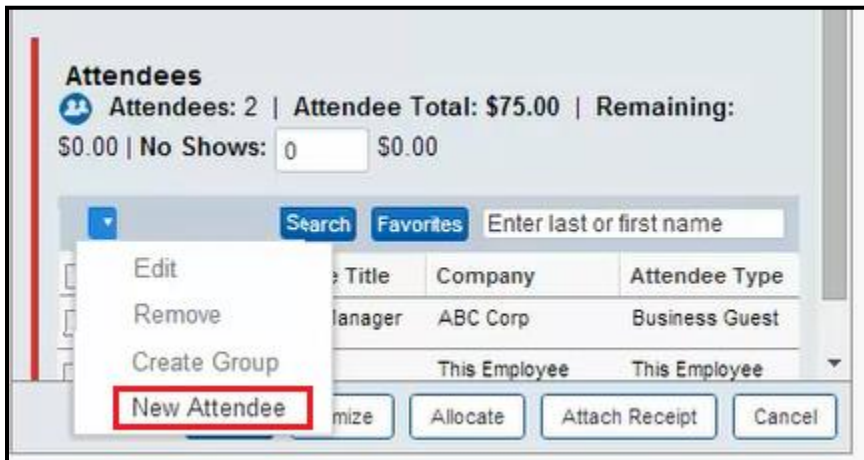 Attendees
Attendees: 2 | Attendee Total: $75.00 | Remaining:
$0.00 | No Shows: 0 $0.00
Search Favorites Enter last or first name
Edit Title Company Attendee Type
Remove ABC Corp Business Guest
Create Group This Employee This Employee
New Attendee Allocate Attach Receipt Cancel